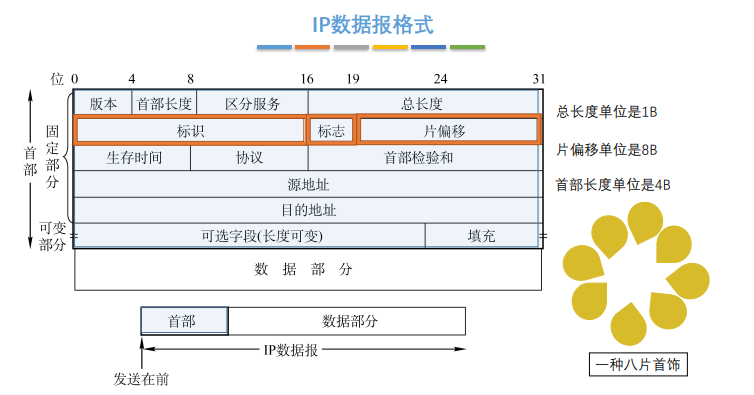 IP数据报格式
位 0 4 8 16 19 24 31
版本 首部长度 区分服务 总长度
标识 标志 片偏移
生存时间 协议 首部检验和
源地址
目的地址
可选字段(长度可变) 填充
数据部分
首部
固定部分
可变部分
总长度单位是1B
片偏移单位是8B
首部长度单位是4B
首部 数据部分
IP数据报
发送在前
一种八片首饰